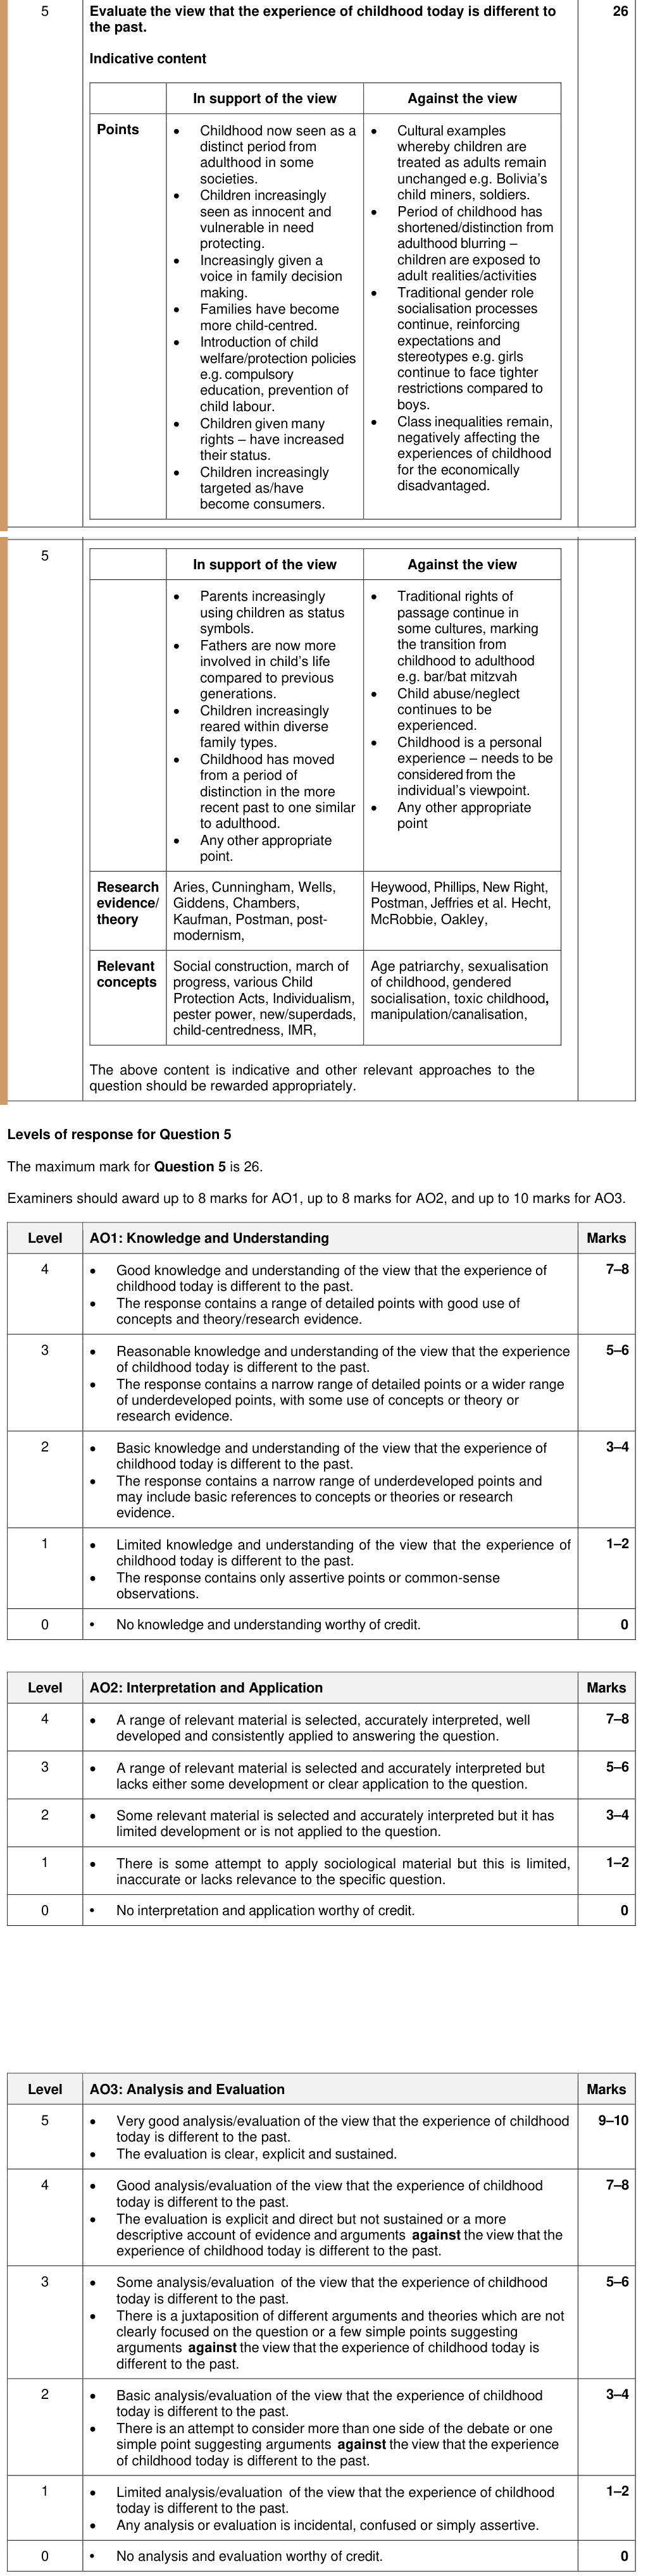 5
Evaluate the view that the experience of childhood today is different to
the past.
26
Indicative content
In support of the view
Against the view
Points
• Childhood now seen as a
distinct period from
adulthood in some
societies.
• Children increasingly
seen as innocent and
vulnerable in need
protecting.
• Increasingly given a
voice in family decision
making.
• Families have become
more child-centred.
• Introduction of child
welfare/protection policies
e.g. compulsory
education, prevention of
child labour.
• Children given many
rights – have increased
their status.
• Children increasingly
targeted as/have
become consumers.
• Cultural examples
whereby children are
treated as adults remain
unchanged e.g. Bolivia's
child miners, soldiers.
• Period of childhood has
shortened/distinction from
adulthood blurring –
children are exposed to
adult realities/activities
• Traditional gender role
socialisation processes
continue, reinforcing
expectations and
stereotypes e.g. girls
continue to face tighter
restrictions compared to
boys.
• Class inequalities remain,
negatively affecting the
experiences of childhood
for the economically
disadvantaged.
5
In support of the view
Against the view
• Parents increasingly
using children as status
symbols.
• Fathers are now more
involved in child's life
compared to previous
generations.
• Children increasingly
reared within diverse
family types.
• Childhood has moved
from a period of
distinction in the more
recent past to one similar
to adulthood.
• Any other appropriate
point.
• Traditional rights of
passage continue in
some cultures, marking
the transition from
childhood to adulthood
e.g. bar/bat mitzvah
• Child abuse/neglect
continues to be
experienced.
• Childhood is a personal
experience – needs to be
considered from the
individual's viewpoint.
• Any other appropriate
point
Research
evidence/
theory
Aries, Cunningham, Wells,
Giddens, Chambers,
Kaufman, Postman, post-
modernism,
Heywood, Phillips, New Right,
Postman, Jeffries et al. Hecht,
McRobbie, Oakley,
Relevant
concepts
Social construction, march of
progress, various Child
Protection Acts, Individualism,
pester power, new/superdads,
child-centredness, IMR,
Age patriarchy, sexualisation
of childhood, gendered
socialisation, toxic childhood,
manipulation/canalisation,
The above content is indicative and other relevant approaches to the
question should be rewarded appropriately.
Levels of response for Question 5
The maximum mark for Question 5 is 26.
Examiners should award up to 8 marks for AO1, up to 8 marks for AO2, and up to 10 marks for AO3.
Level
AO1: Knowledge and Understanding
Marks
4
• Good knowledge and understanding of the view that the experience of
childhood today is different to the past.
• The response contains a range of detailed points with good use of
concepts and theory/research evidence.
7–8
3
• Reasonable knowledge and understanding of the view that the experience
of childhood today is different to the past.
• The response contains a narrow range of detailed points or a wider range
of underdeveloped points, with some use of concepts or theory or
research evidence.
5–6
2
• Basic knowledge and understanding of the view that the experience of
childhood today is different to the past.
• The response contains a narrow range of underdeveloped points and
may include basic references to concepts or theories or research
evidence.
3–4
1
• Limited knowledge and understanding of the view that the experience of
childhood today is different to the past.
• The response contains only assertive points or common-sense
observations.
1–2
0
• No knowledge and understanding worthy of credit.
0
Level
AO2: Interpretation and Application
Marks
4
• A range of relevant material is selected, accurately interpreted, well
developed and consistently applied to answering the question.
7–8
3
• A range of relevant material is selected and accurately interpreted but
lacks either some development or clear application to the question.
5–6
2
• Some relevant material is selected and accurately interpreted but it has
limited development or is not applied to the question.
3–4
1
• There is some attempt to apply sociological material but this is limited,
inaccurate or lacks relevance to the specific question.
1–2
0
• No interpretation and application worthy of credit.
0
Level
AO3: Analysis and Evaluation
Marks
5
• Very good analysis/evaluation of the view that the experience of childhood
today is different to the past.
• The evaluation is clear, explicit and sustained.
9–10
4
• Good analysis/evaluation of the view that the experience of childhood
today is different to the past.
• The evaluation is explicit and direct but not sustained or a more
descriptive account of evidence and arguments against the view that the
experience of childhood today is different to the past.
7–8
3
• Some analysis/evaluation of the view that the experience of childhood
today is different to the past.
• There is a juxtaposition of different arguments and theories which are not
clearly focused on the question or a few simple points suggesting
arguments against the view that the experience of childhood today is
different to the past.
5–6
2
• Basic analysis/evaluation of the view that the experience of childhood
today is different to the past.
• There is an attempt to consider more than one side of the debate or one
simple point suggesting arguments against the view that the experience
of childhood today is different to the past.
3–4
1
• Limited analysis/evaluation of the view that the experience of childhood
today is different to the past.
• Any analysis or evaluation is incidental, confused or simply assertive.
1–2
0
• No analysis and evaluation worthy of credit.
0